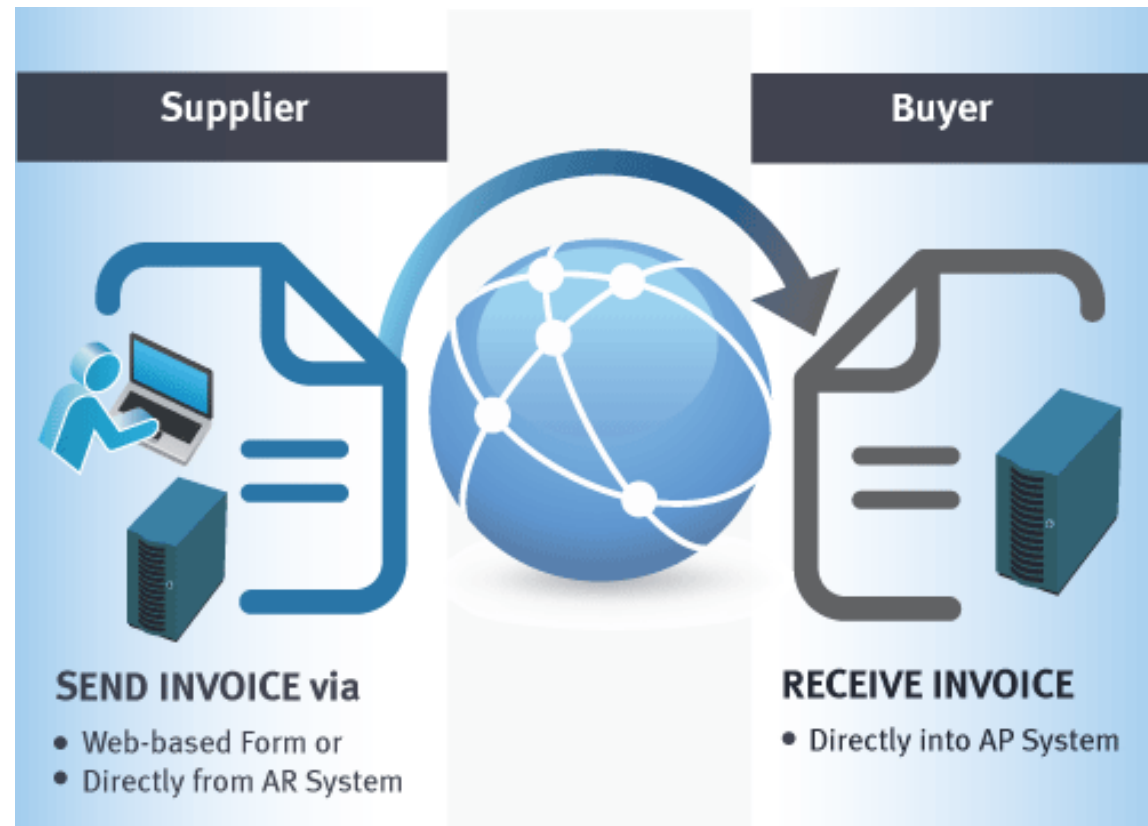 Supplier
Buyer
SEND INVOICE via
• Web-based Form or
• Directly from AR System
RECEIVE INVOICE
• Directly into AP System